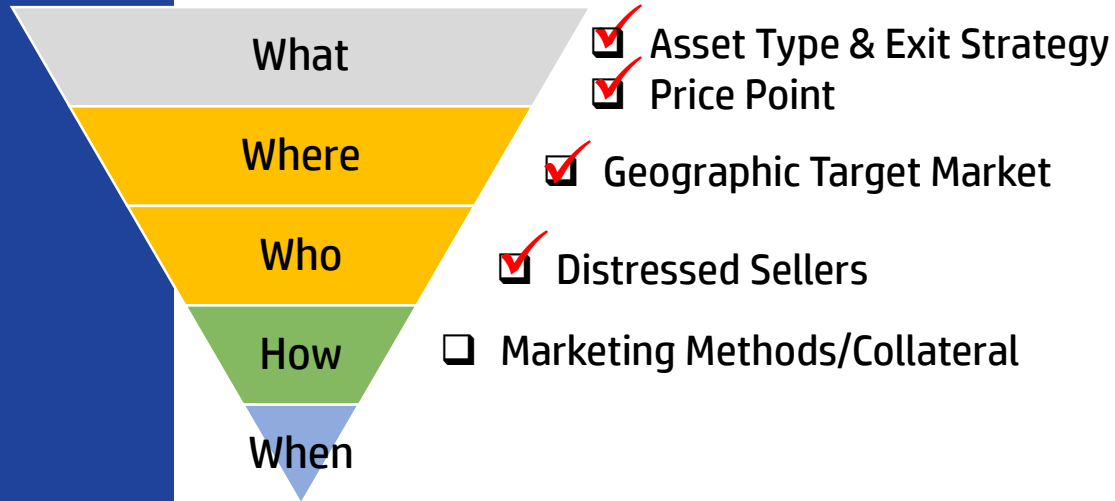 What
Asset Type & Exit Strategy
Price Point
Where
Geographic Target Market
Who
Distressed Sellers
How
Marketing Methods/Collateral
When